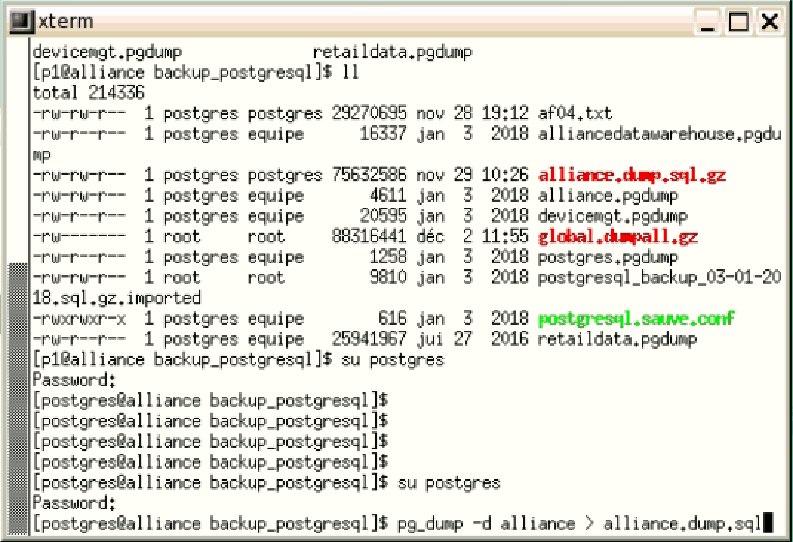 xterm
devicemgt.pgdump retaildata.pgdump
[p1@alliance backup_postgresql]$ ll
total 214336
-rw-rw-r-- 1 postgres postgres 29270695 nov 28 19:12 af04.txt
-rw-rw-r-- 1 postgres equipe 16337 jan 3 2018 alliancedatawarehouse.pgdu
mp
-rw-rw-r-- 1 postgres postgres 75632586 nov 29 10:26 alliance.dump.sql.gz
-rw-rw-r-- 1 postgres equipe 4611 jan 3 2018 alliance.pgdump
-rw-r--r-- 1 postgres equipe 20595 jan 3 2018 devicemgt.pgdump
-rw------- 1 root root 88316441 déc 2 11:55 global.dumpall.gz
-rw-rw-r-- 1 postgres equipe 1258 jan 3 2018 postgres.pgdump
-rw-rw-r-- 1 root root 9810 jan 3 2018 postgresql_backup_03-01-20
18.sql.gz.imported
-rwxrwxr-x 1 postgres equipe 616 jan 3 2018 postgresql.sauve.conf
-rw-r--r-- 1 postgres equipe 25941967 jui 27 2016 retaildata.pgdump
[p1@alliance backup_postgresql]$ su postgres
Password:
[postgres@alliance backup_postgresql]$
[postgres@alliance backup_postgresql]$
[postgres@alliance backup_postgresql]$
[postgres@alliance backup_postgresql]$
[postgres@alliance backup_postgresql]$ su postgres
Password:
[postgres@alliance backup_postgresql]$ pg_dump -d alliance > alliance.dump.sql